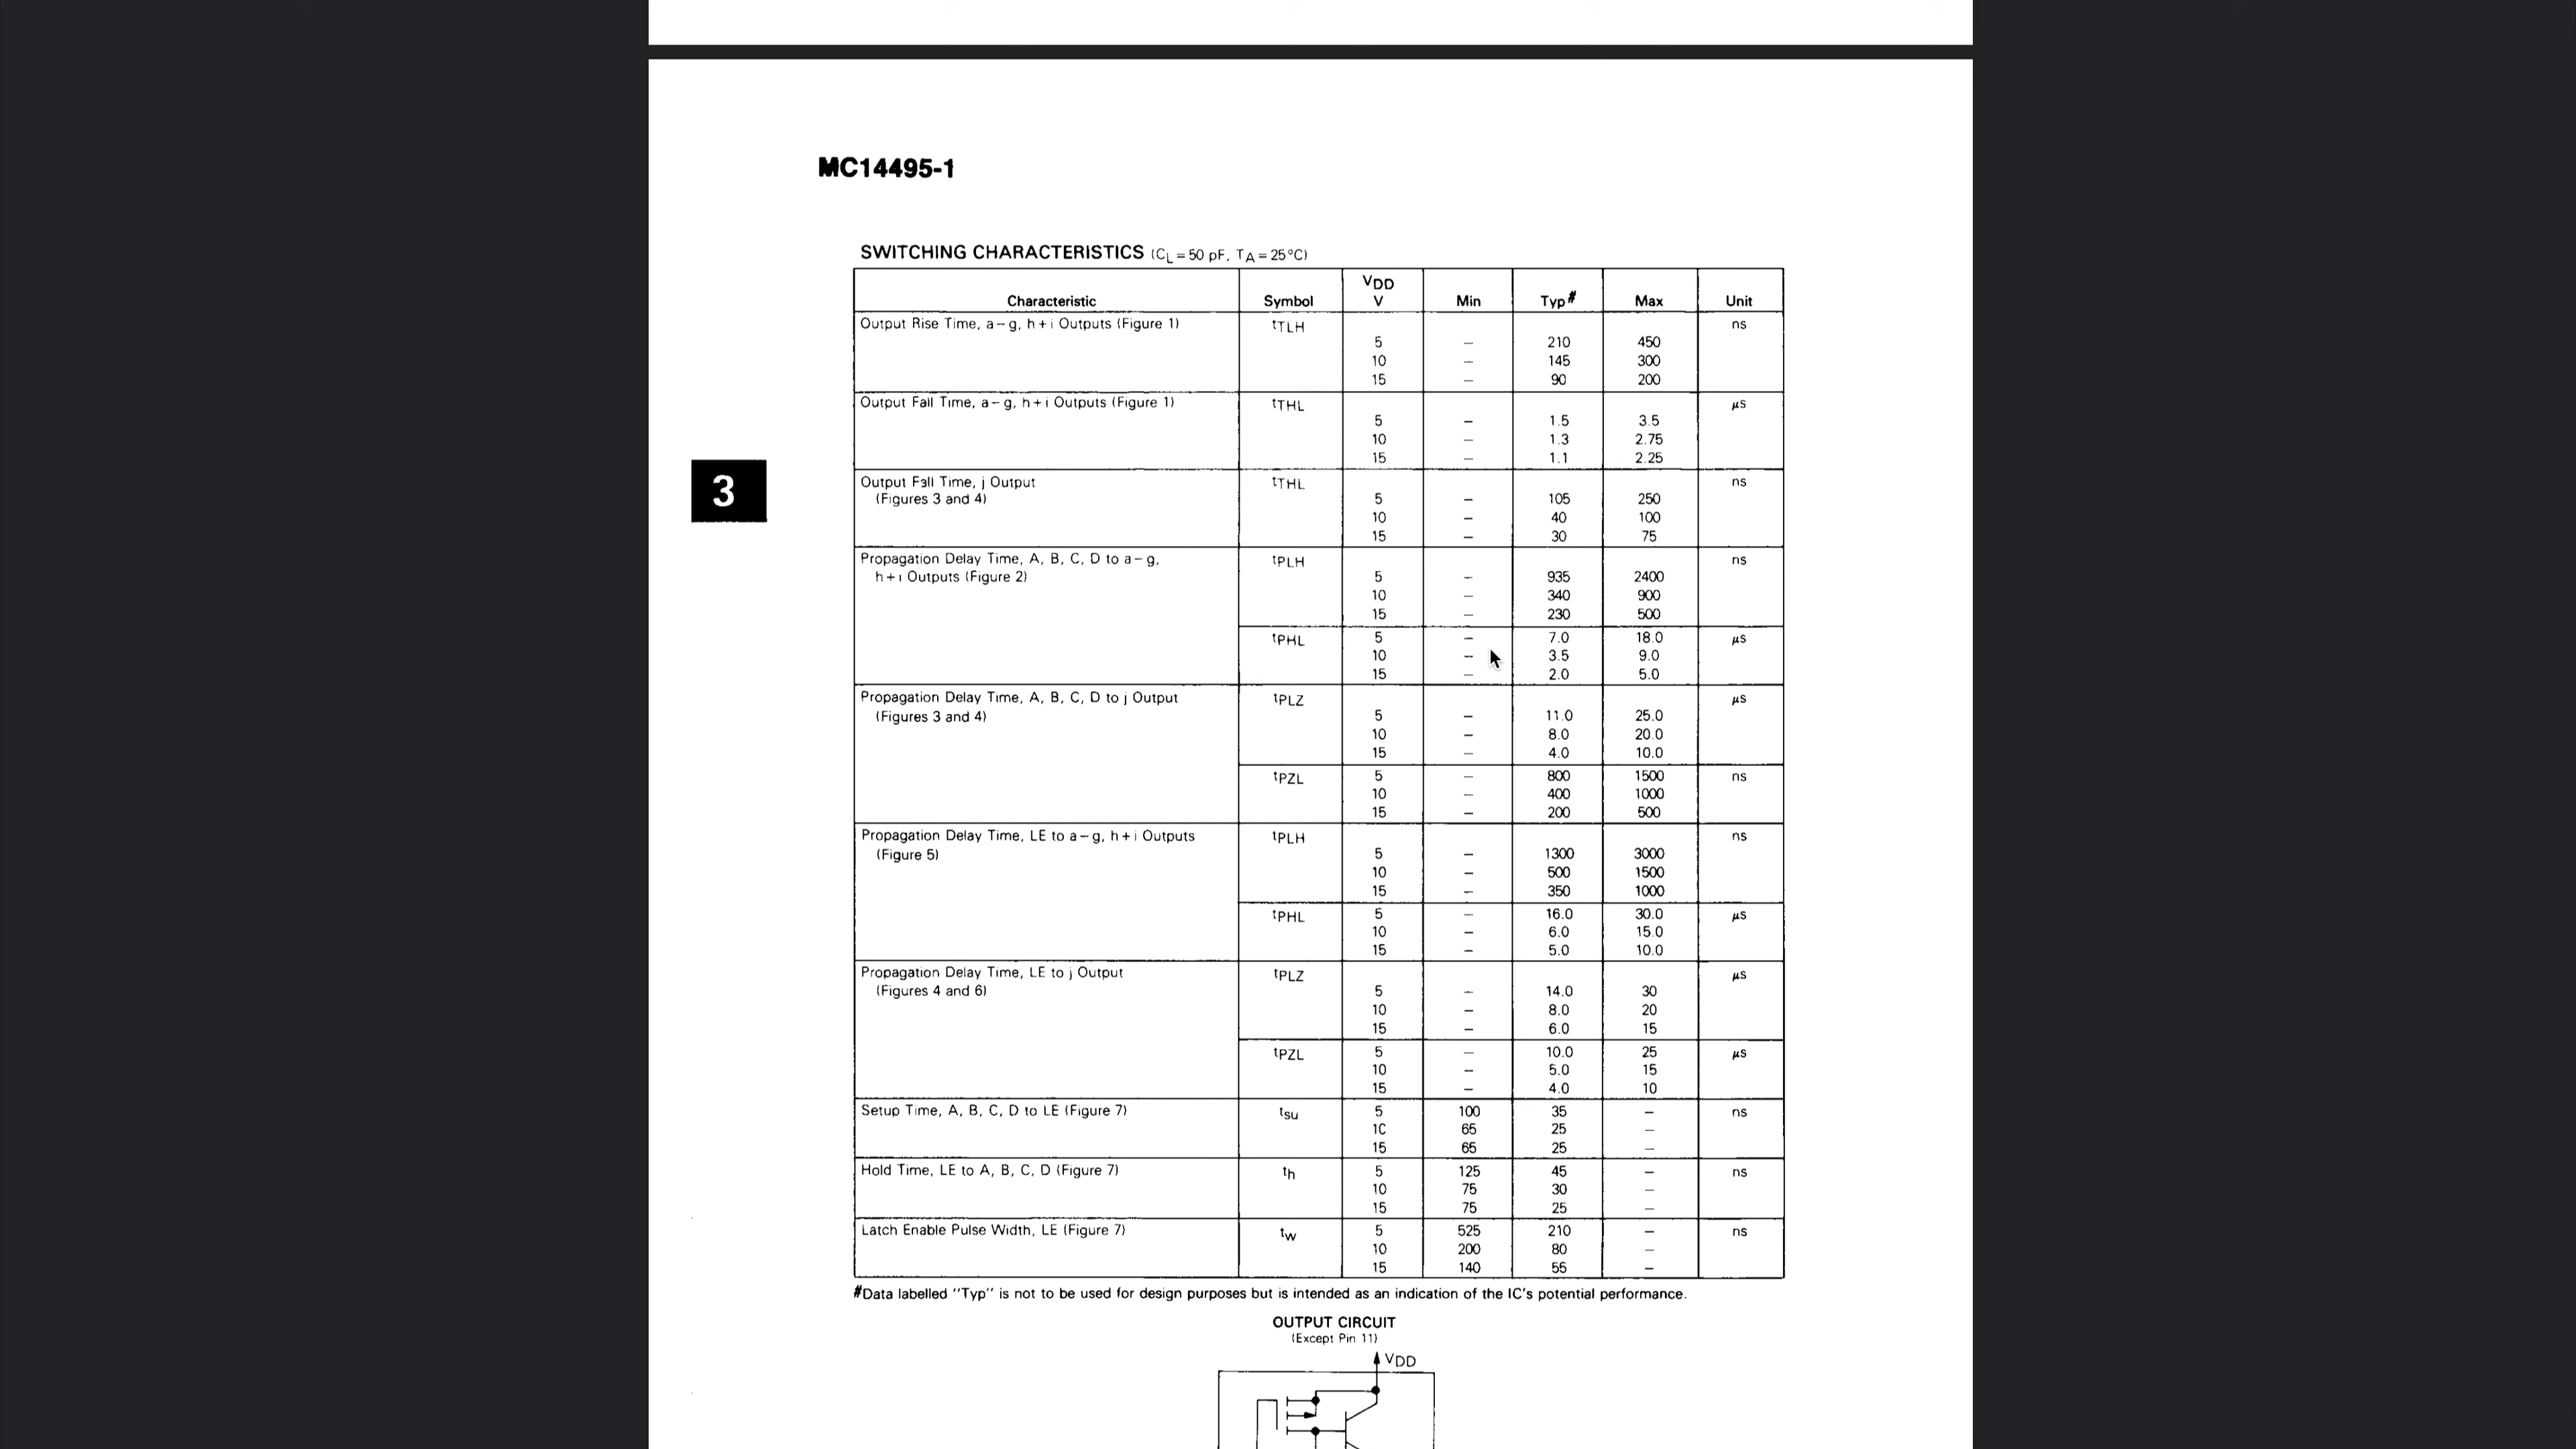 MC14495-1
SWITCHING CHARACTERISTICS (CL = 50 pF, TA = 25°C)
Characteristic Symbol VDD V Min Typ# Max Unit
Output Rise Time, a – g, h + i Outputs (Figure 1) tTLH ns
5 – 210 450
10 – 145 300
15 – 90 200
Output Fall Time, a – g, h + i Outputs (Figure 1) tTHL μs
5 – 1.5 3.5
10 – 1.3 2.75
15 – 1.1 2.25
3
Output Fall Time, j Output tTHL ns
(Figures 3 and 4) 5 – 105 250
10 – 40 100
15 – 30 75
Propagation Delay Time, A, B, C, D to a – g, tPLH ns
h + i Outputs (Figure 2) 5 – 935 2400
10 – 340 900
15 – 230 500
tPHL 5 – 7.0 18.0 μs
10 – 3.5 9.0
15 – 2.0 5.0
Propagation Delay Time, A, B, C, D to j Output tPLZ μs
(Figures 3 and 4) 5 – 11.0 25.0
10 – 8.0 20.0
15 – 4.0 10.0
tPZL 5 – 800 1500 ns
10 – 400 1000
15 – 200 500
Propagation Delay Time, LE to a – g, h + i Outputs tPLH ns
(Figure 5) 5 – 1300 3000
10 – 500 1500
15 – 350 1000
tPHL 5 – 16.0 30.0 μs
10 – 6.0 15.0
15 – 5.0 10.0
Propagation Delay Time, LE to j Output tPLZ μs
(Figures 4 and 6) 5 – 14.0 30
10 – 8.0 20
15 – 6.0 15
tPZL 5 – 10.0 25 μs
10 – 5.0 15
15 – 4.0 10
Setup Time, A, B, C, D to LE (Figure 7) tsu 5 100 35 – ns
10 65 25 –
15 65 25 –
Hold Time, LE to A, B, C, D (Figure 7) th 5 125 45 – ns
10 75 30 –
15 75 25 –
Latch Enable Pulse Width, LE (Figure 7) tw 5 525 210 – ns
10 200 80 –
15 140 55 –
#Data labelled "Typ" is not to be used for design purposes but is intended as an indication of the IC's potential performance.
OUTPUT CIRCUIT
(Except Pin 11)
VDD